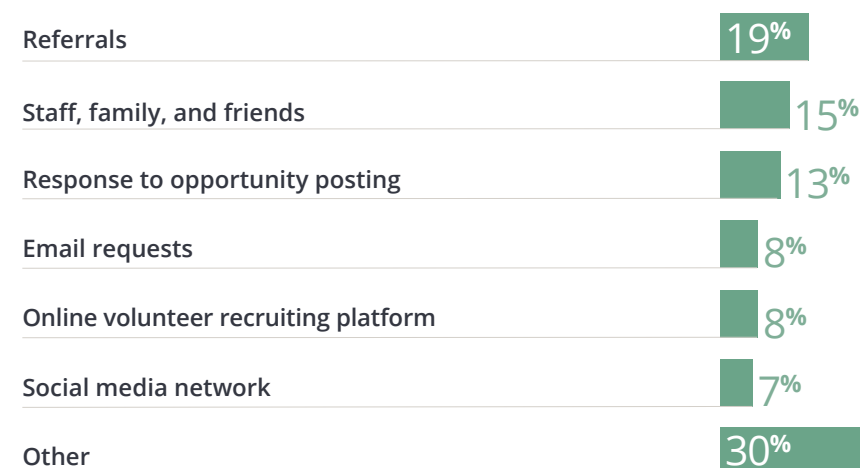 Referrals 19%
Staff, family, and friends 15%
Response to opportunity posting 13%
Email requests 8%
Online volunteer recruiting platform 8%
Social media network 7%
Other 30%